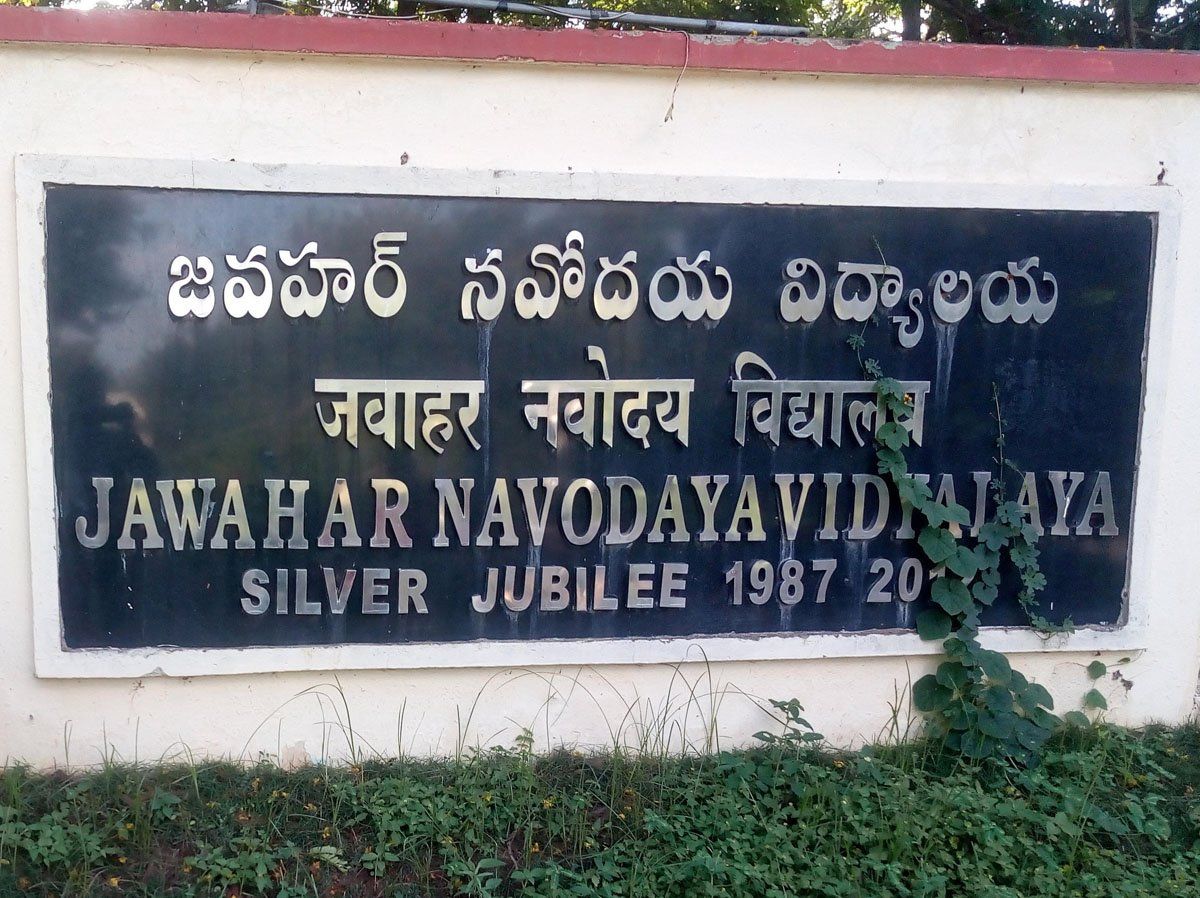 జవహర్ నవోదయ విద్యాలయ
जवाहर नवोदय विद्यालय
JAWAHAR NAVODAYA VIDYALAYA
SILVER JUBILEE 1987